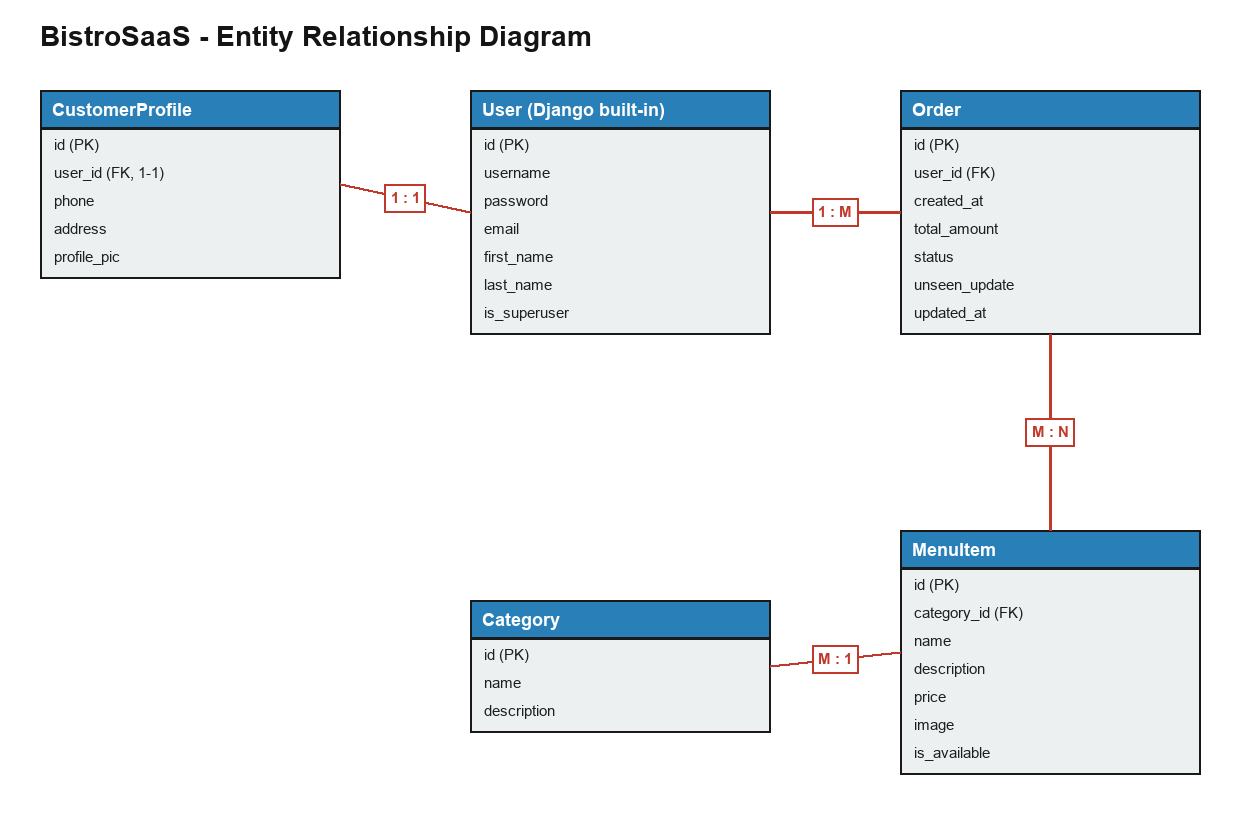 BistroSaaS - Entity Relationship Diagram
CustomerProfile
id (PK)
user_id (FK, 1-1)
phone
address
profile_pic
1 : 1
User (Django built-in)
id (PK)
username
password
email
first_name
last_name
is_superuser
1 : M
Order
id (PK)
user_id (FK)
created_at
total_amount
status
unseen_update
updated_at
M : N
Category
id (PK)
name
description
M : 1
MenuItem
id (PK)
category_id (FK)
name
description
price
image
is_available